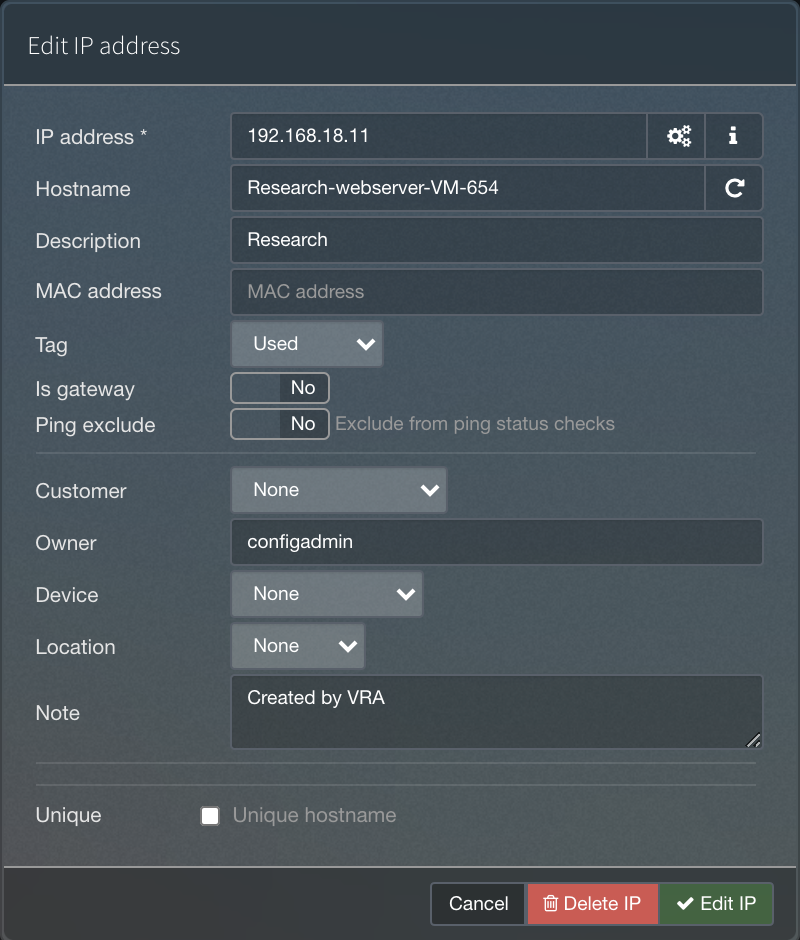 Edit IP address
IP address * 192.168.18.11
Hostname Research-webserver-VM-654
Description Research
MAC address MAC address
Tag Used
Is gateway No
Ping exclude No Exclude from ping status checks
Customer None
Owner configadmin
Device None
Location None
Note Created by VRA
Unique Unique hostname
Cancel Delete IP Edit IP